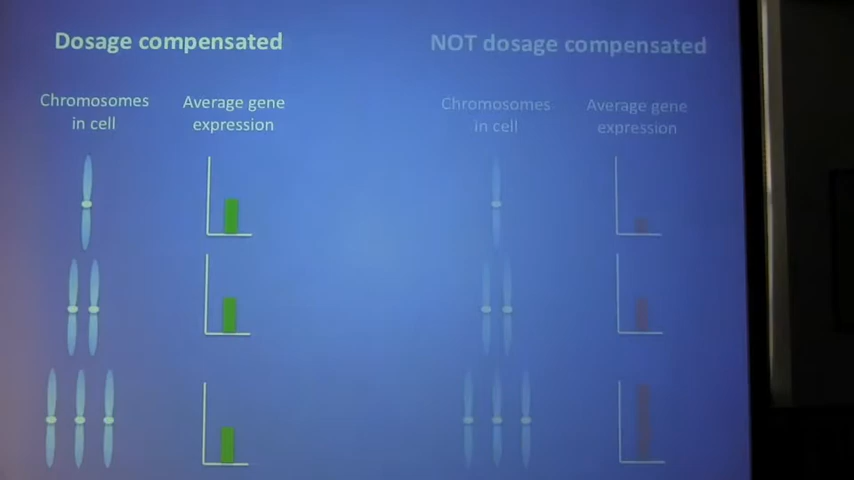 Dosage compensated
Chromosomes
in cell
Average gene
expression
NOT dosage compensated
Chromosomes
in cell
Average gene
expression